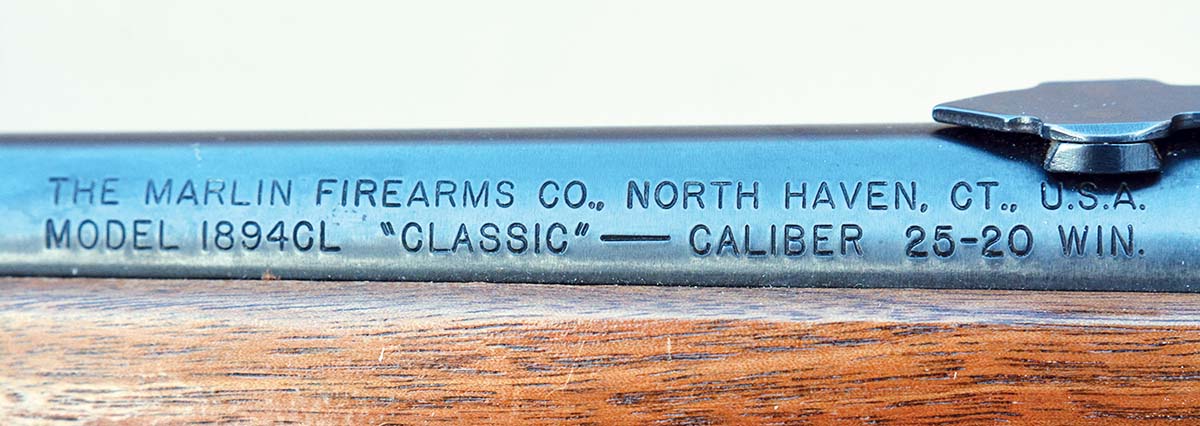 THE MARLIN FIREARMS CO., NORTH HAVEN, CT., U.S.A.
MODEL 1894CL "CLASSIC"— CALIBER 25-20 WIN.